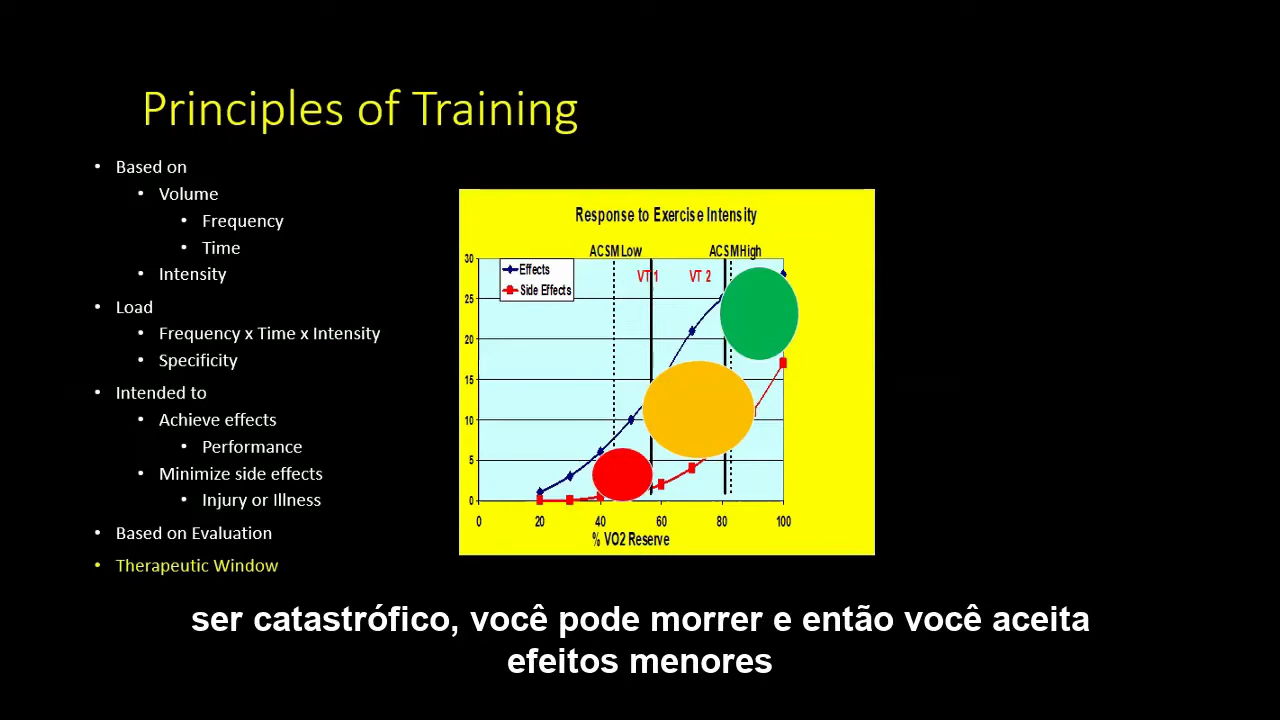 Principles of Training
• Based on
• Volume
• Frequency
• Time
• Intensity
• Load
• Frequency x Time x Intensity
• Specificity
• Intended to
• Achieve effects
• Performance
• Minimize side effects
• Injury or Illness
• Based on Evaluation
• Therapeutic Window
Response to Exercise Intensity
ACSM Low
ACSM High
VT 1
VT 2
Effects
Side Effects
30
25
20
15
10
5
0
0 20 40 60 80 100
% VO2 Reserve
ser catastrófico, você pode morrer e então você aceita
efeitos menores